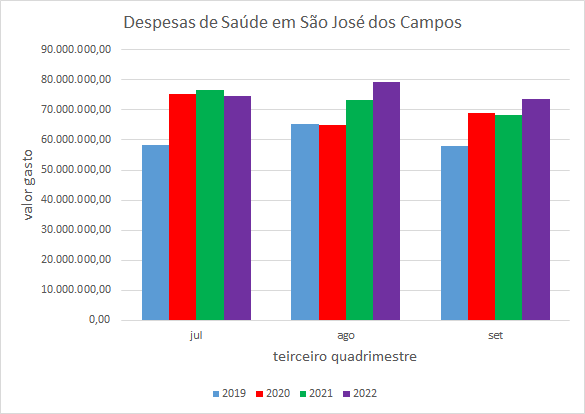 Despesas de Saúde em São José dos Campos
90.000.000,00
80.000.000,00
70.000.000,00
60.000.000,00
50.000.000,00
40.000.000,00
30.000.000,00
20.000.000,00
10.000.000,00
0,00
valor gasto
jul ago set
teirceiro quadrimestre
2019 2020 2021 2022